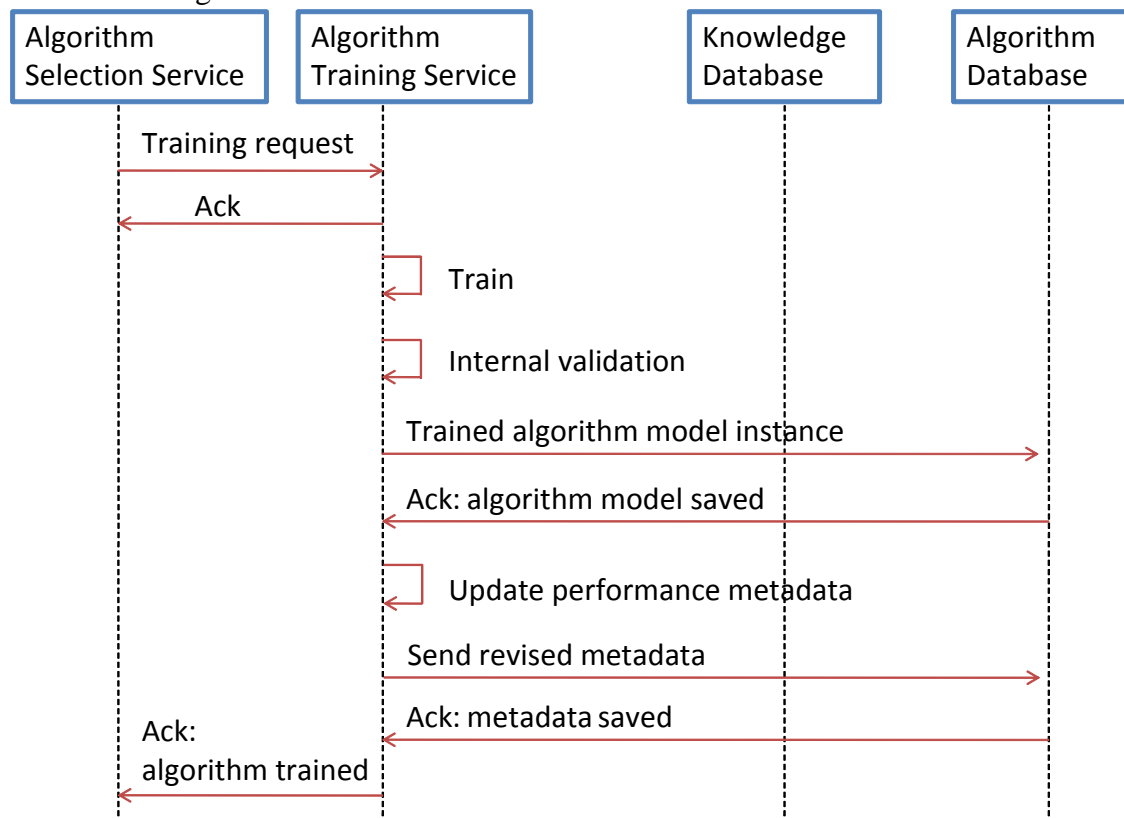 Algorithm
Selection Service
Algorithm
Training Service
Knowledge
Database
Algorithm
Database
Training request
Ack
Train
Internal validation
Trained algorithm model instance
Ack: algorithm model saved
Update performance metadata
Send revised metadata
Ack: metadata saved
Ack:
algorithm trained